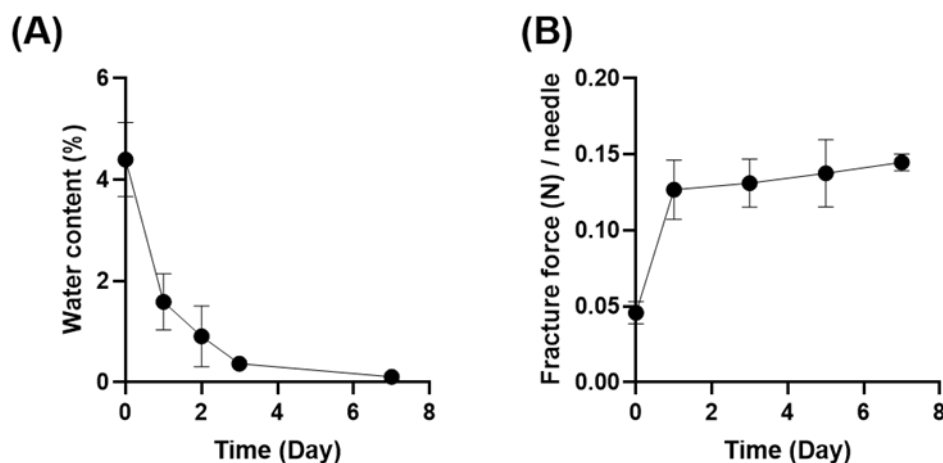 (A)
Water content (%)
6
4
2
0
0 2 4 6 8
Time (Day)
(B)
Fracture force (N) / needle
0.20
0.15
0.10
0.05
0.00
0 2 4 6 8
Time (Day)